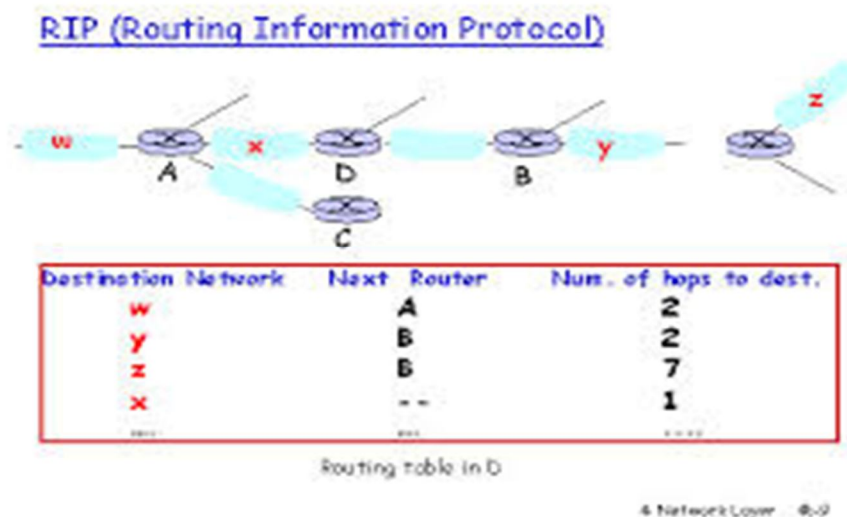 RIP (Routing Information Protocol)
z
w
x
y
A
D
B
C
Destination Network Next Router Num. of hops to dest.
w A 2
y B 2
z B 7
x -- 1
.... ... ....
Routing table in D
4: Network Layer